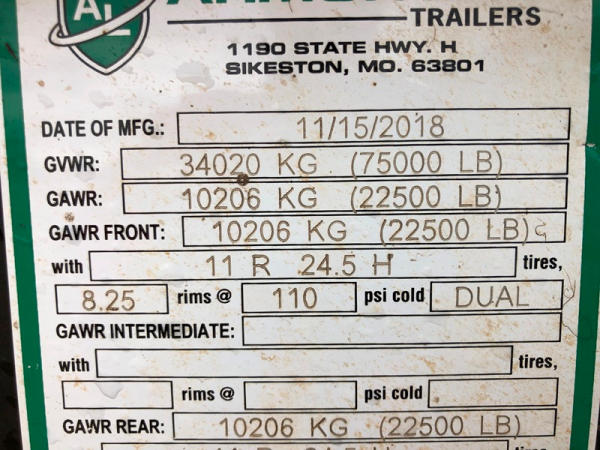 AL
TRAILERS
1190 STATE HWY. H
SIKESTON, MO. 63801
DATE OF MFG.: 11/15/2018
GVWR: 34020 KG (75000 LB)
GAWR: 10206 KG (22500 LB)
GAWR FRONT: 10206 KG (22500 LB)
with 11 R 24.5 H tires,
8.25 rims @ 110 psi cold DUAL
GAWR INTERMEDIATE:
with tires,
rims @ psi cold
GAWR REAR: 10206 KG (22500 LB)